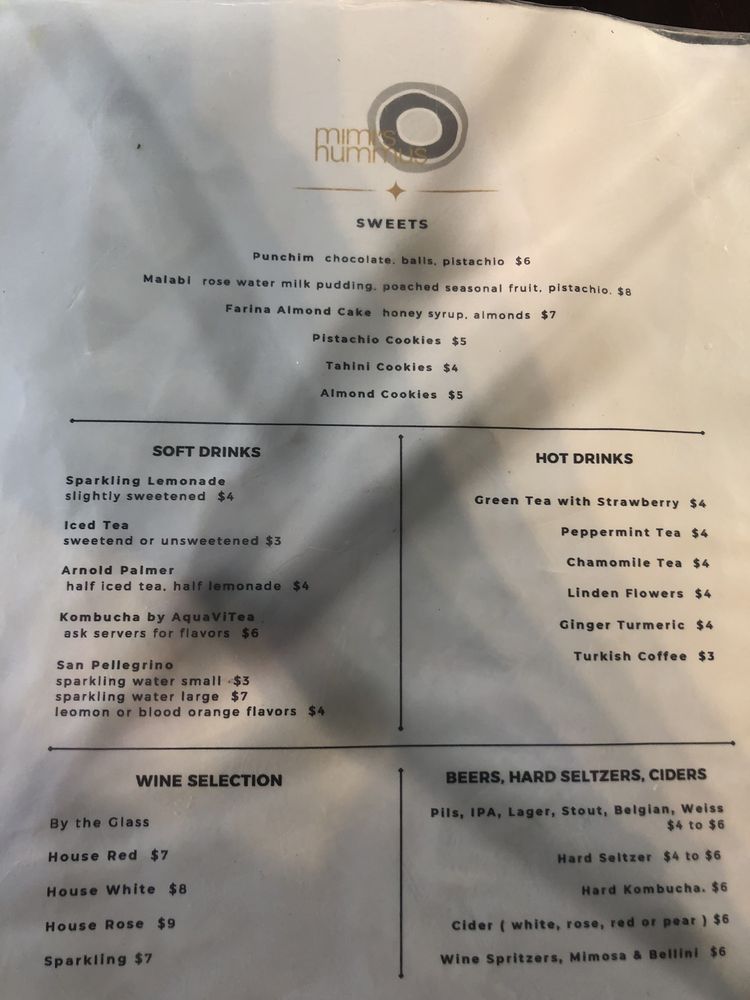 mimi's
hummus
SWEETS
Punchim chocolate, balls, pistachio $6
Malabi rose water milk pudding, poached seasonal fruit, pistachio. $8
Farina Almond Cake honey syrup, almonds $7
Pistachio Cookies $5
Tahini Cookies $4
Almond Cookies $5
SOFT DRINKS
Sparkling Lemonade
slightly sweetened $4
Iced Tea
sweetend or unsweetened $3
Arnold Palmer
half iced tea, half lemonade $4
Kombucha by AquaViTea
ask servers for flavors $6
San Pellegrino
sparkling water small $3
sparkling water large $7
leomon or blood orange flavors $4
HOT DRINKS
Green Tea with Strawberry $4
Peppermint Tea $4
Chamomile Tea $4
Linden Flowers $4
Ginger Turmeric $4
Turkish Coffee $3
WINE SELECTION
By the Glass
House Red $7
House White $8
House Rose $9
Sparkling $7
BEERS, HARD SELTZERS, CIDERS
Pils, IPA, Lager, Stout, Belgian, Weiss
$4 to $6
Hard Seltzer $4 to $6
Hard Kombucha. $6
Cider ( white, rose, red or pear ) $6
Wine Spritzers, Mimosa & Bellini $6